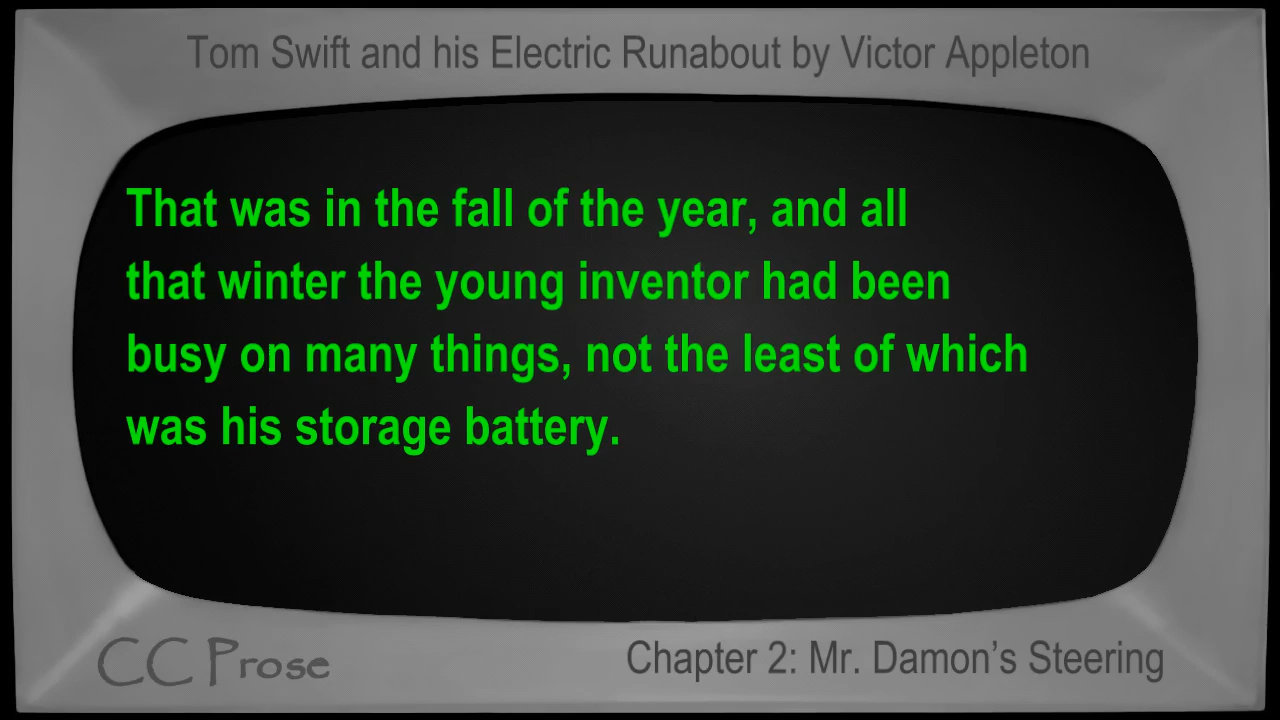 Tom Swift and his Electric Runabout by Victor Appleton
That was in the fall of the year, and all
that winter the young inventor had been
busy on many things, not the least of which
was his storage battery.
CC Prose
Chapter 2: Mr. Damon’s Steering